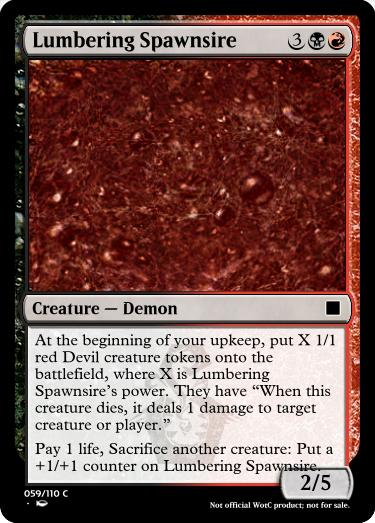 Lumbering Spawnsire 3
Creature — Demon
At the beginning of your upkeep, put X 1/1
red Devil creature tokens onto the
battlefield, where X is Lumbering
Spawnsire's power. They have “When this
creature dies, it deals 1 damage to target
creature or player.”
Pay 1 life, Sacrifice another creature: Put a
+1/+1 counter on Lumbering Spawnsire.
2/5
059/110 C
Not official WotC product; not for sale.